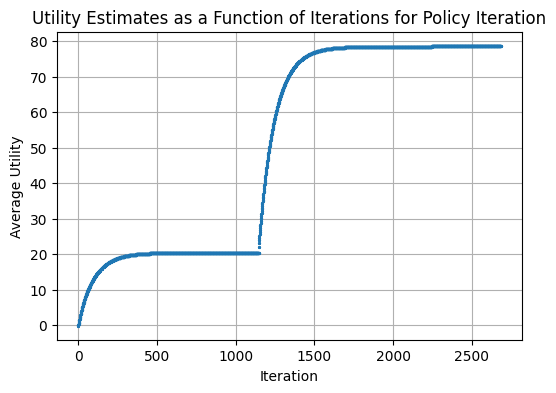 Utility Estimates as a Function of Iterations for Policy Iteration
80
70
60
50
40
30
20
10
0
Average Utility
0 500 1000 1500 2000 2500
Iteration